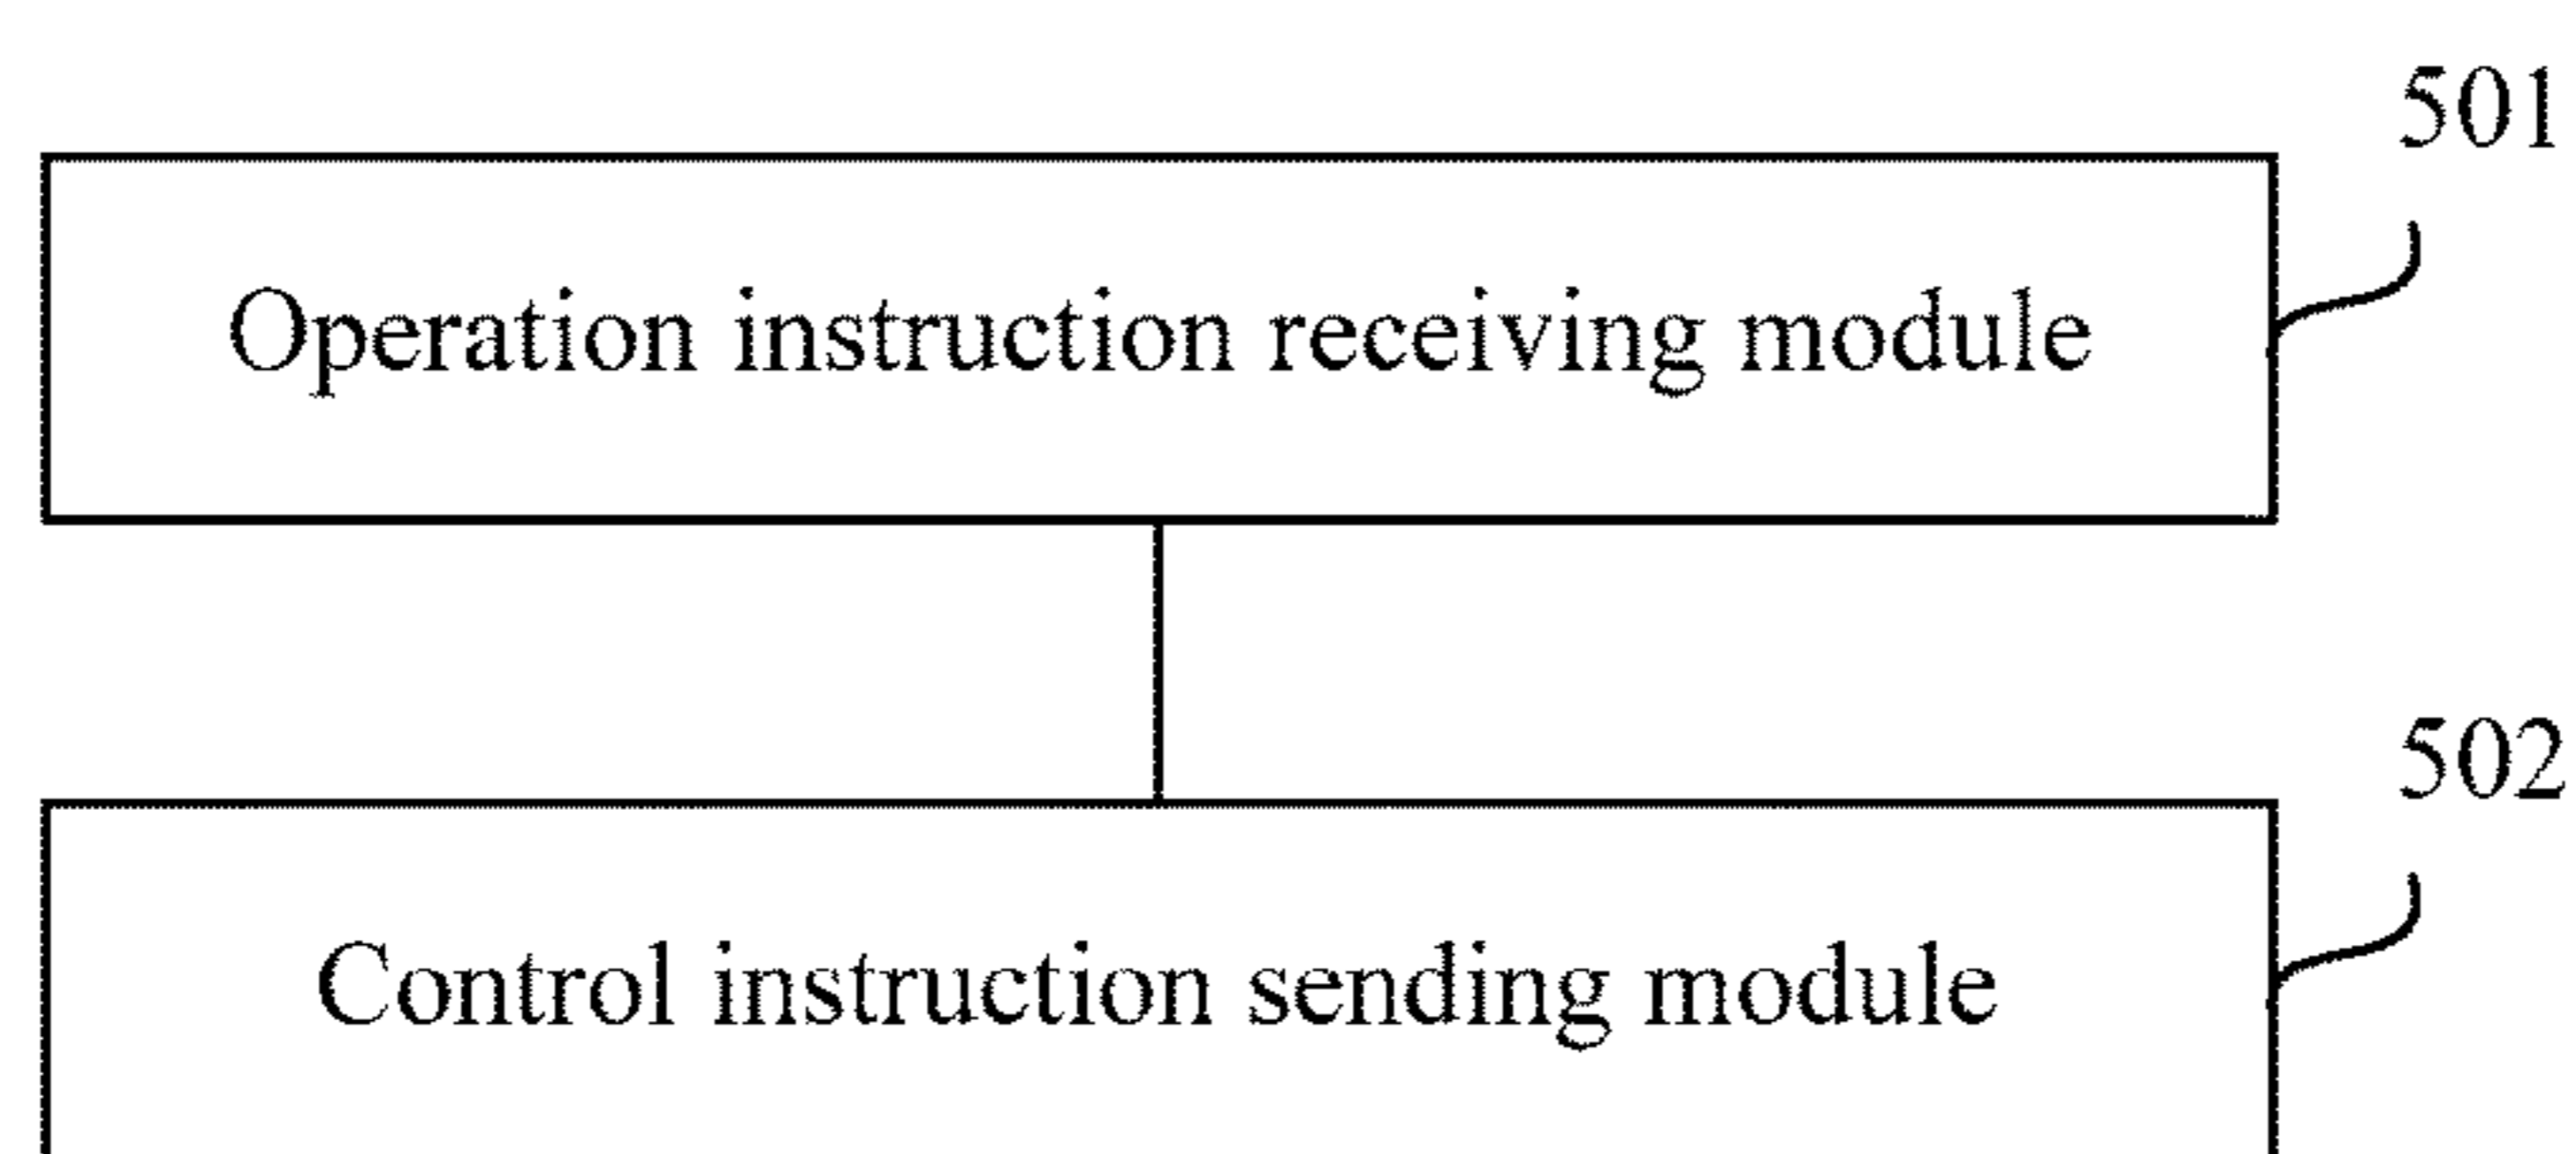 501
Operation instruction receiving module
502
Control instruction sending module